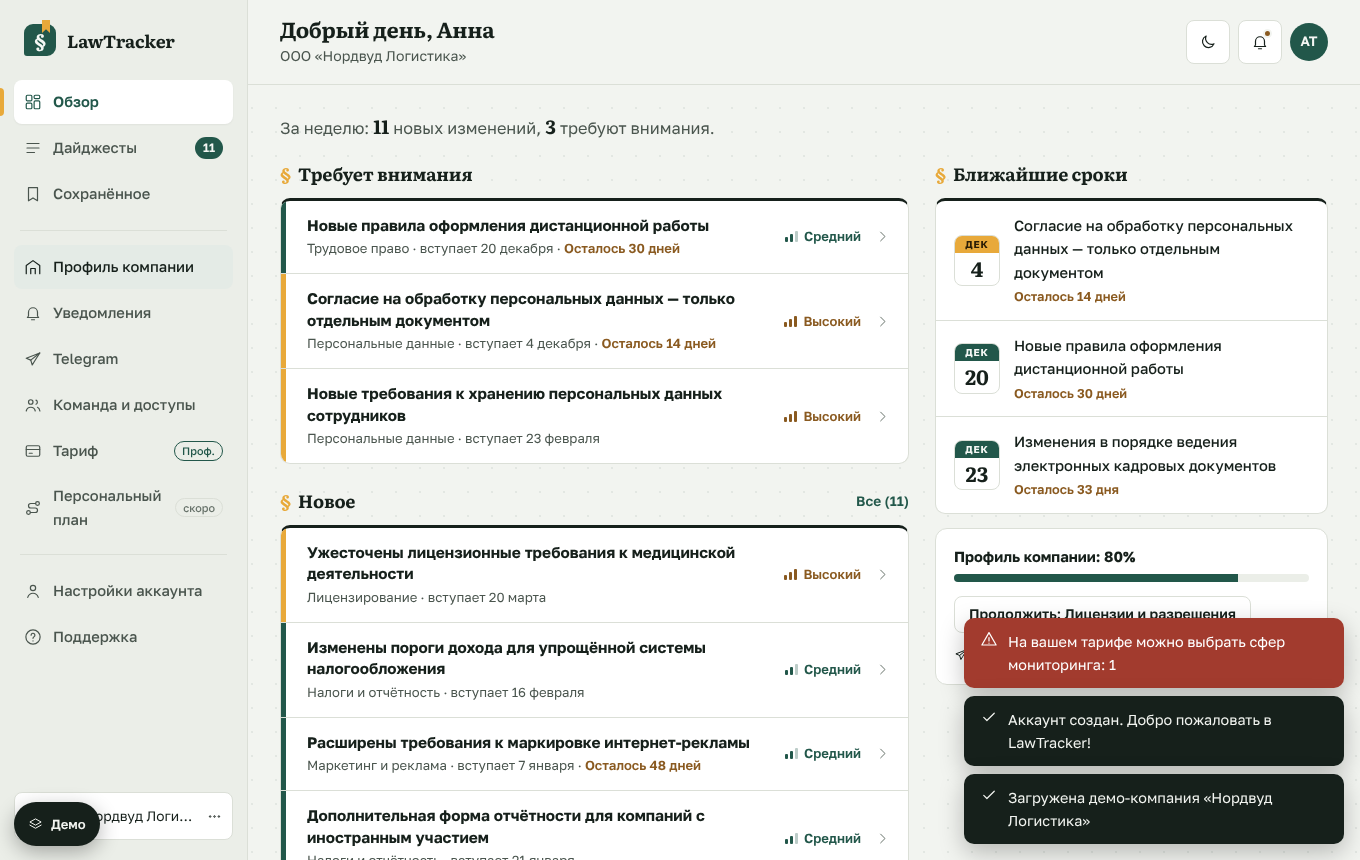 § LawTracker
Обзор
Дайджесты 11
Сохранённое
Профиль компании
Уведомления
Telegram
Команда и доступы
Тариф Проф.
Персональный
план
скоро
Настройки аккаунта
Поддержка
ордвуд Логи...
Демо
Добрый день, Анна
ООО «Нордвуд Логистика»
АТ
За неделю: 11 новых изменений, 3 требуют внимания.
§ Требует внимания
Новые правила оформления дистанционной работы
Трудовое право · вступает 20 декабря · Осталось 30 дней
Средний
Согласие на обработку персональных данных — только
отдельным документом
Персональные данные · вступает 4 декабря · Осталось 14 дней
Высокий
Новые требования к хранению персональных данных
сотрудников
Персональные данные · вступает 23 февраля
Высокий
§ Новое
Все (11)
Ужесточены лицензионные требования к медицинской
деятельности
Лицензирование · вступает 20 марта
Высокий
Изменены пороги дохода для упрощённой системы
налогообложения
Налоги и отчётность · вступает 16 февраля
Средний
Расширены требования к маркировке интернет-рекламы
Маркетинг и реклама · вступает 7 января · Осталось 48 дней
Средний
Дополнительная форма отчётности для компаний с
иностранным участием
Налоги и отчётность · вступает 21 января
Средний
§ Ближайшие сроки
ДЕК
4
Согласие на обработку персональных
данных — только отдельным
документом
Осталось 14 дней
ДЕК
20
Новые правила оформления
дистанционной работы
Осталось 30 дней
ДЕК
23
Изменения в порядке ведения
электронных кадровых документов
Осталось 33 дня
Профиль компании: 80%
Продолжить: Лицензии и разрешения
На вашем тарифе можно выбрать сфер
мониторинга: 1
Аккаунт создан. Добро пожаловать в
LawTracker!
Загружена демо-компания «Нордвуд
Логистика»